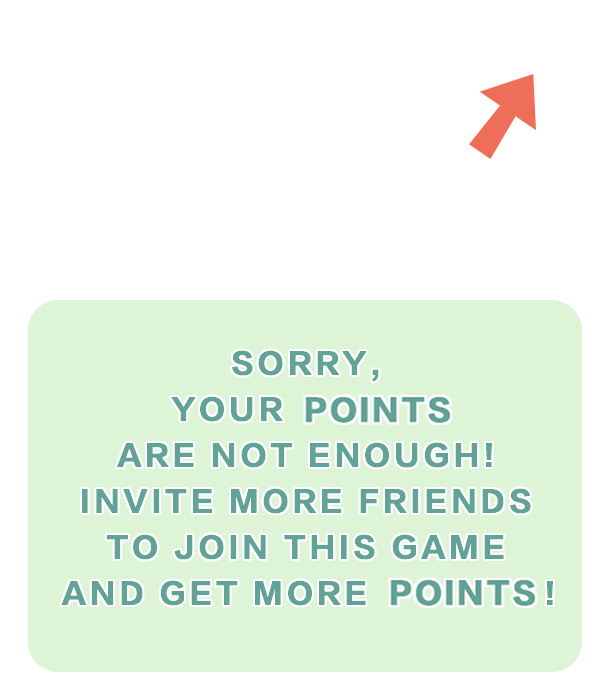 SORRY,
YOUR POINTS
ARE NOT ENOUGH!
INVITE MORE FRIENDS
TO JOIN THIS GAME
AND GET MORE POINTS!